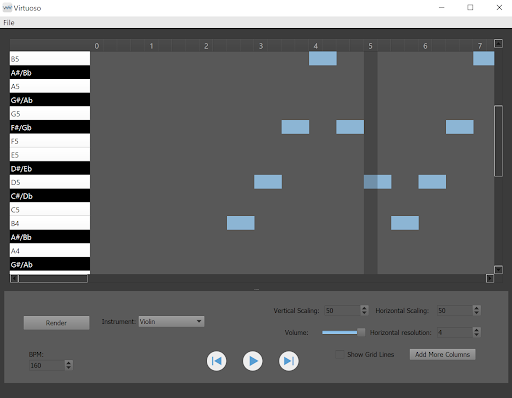 Virtuoso
File
0 1 2 3 4 5 6 7
B5
A#/Bb
A5
G#/Ab
G5
F#/Gb
F5
E5
D#/Eb
D5
C#/Db
C5
B4
A#/Bb
A4
G#/Ab
Vertical Scaling: 50 Horizontal Scaling: 50
Render Instrument: Violin
Volume: Horizontal resolution: 4
BPM: Show Grid Lines Add More Columns
160